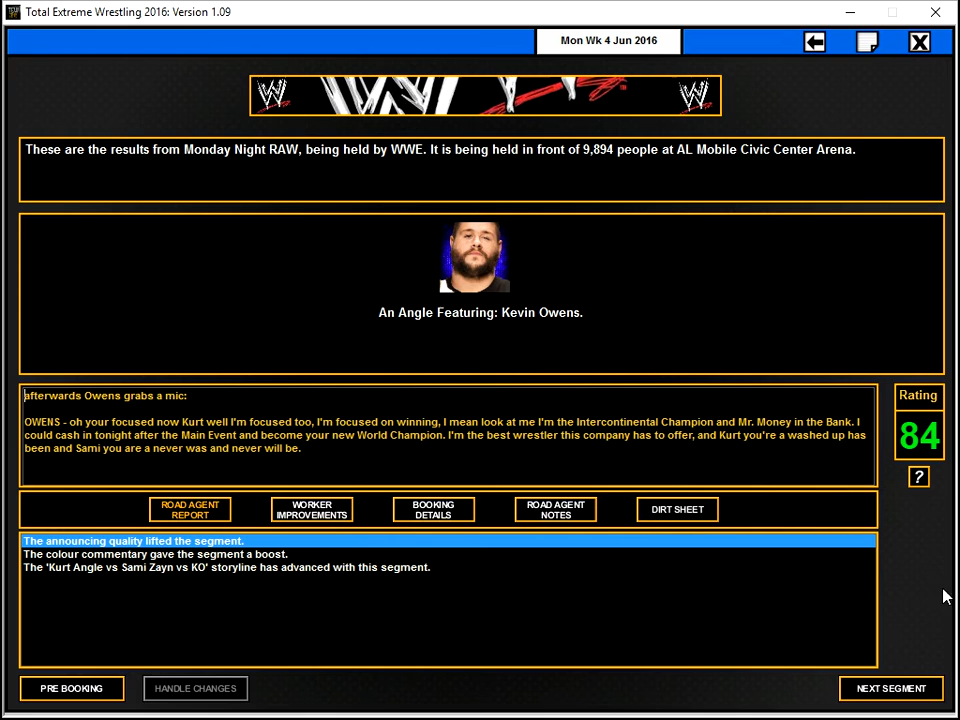 Total Extreme Wrestling 2016: Version 1.09
Mon Wk 4 Jun 2016
These are the results from Monday Night RAW, being held by WWE. It is being held in front of 9,894 people at AL Mobile Civic Center Arena.
An Angle Featuring: Kevin Owens.
afterwards Owens grabs a mic:
OWENS - oh your focused now Kurt well I'm focused too, I'm focused on winning, I mean look at me I'm the Intercontinental Champion and Mr. Money in the Bank. I
could cash in tonight after the Main Event and become your new World Champion. I'm the best wrestler this company has to offer, and Kurt you're a washed up has
been and Sami you are a never was and never will be.
Rating
84
?
ROAD AGENT
REPORT
WORKER
IMPROVEMENTS
BOOKING
DETAILS
ROAD AGENT
NOTES
DIRT SHEET
The announcing quality lifted the segment.
The colour commentary gave the segment a boost.
The 'Kurt Angle vs Sami Zayn vs KO' storyline has advanced with this segment.
PRE BOOKING
HANDLE CHANGES
NEXT SEGMENT